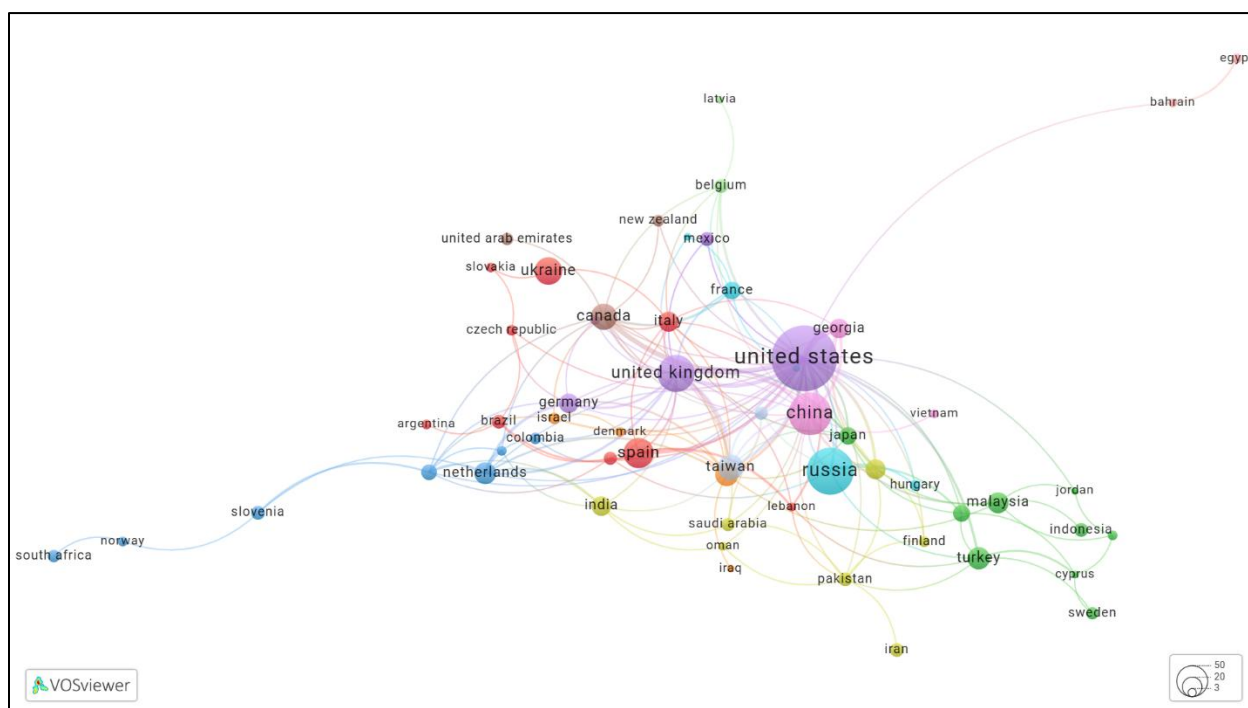 egyp
bahrain
latvia
belgium
new zealand
united arab emirates
mexico
slovakia
ukraine
france
canada
italy
georgia
czech republic
united states
united kingdom
germany
china
israel
vietnam
argentina
brazil
denmark
colombia
japan
spain
netherlands
taiwan
russia
hungary
india
malaysia
jordan
slovenia
lebanon
saudi arabia
indonesia
norway
oman
finland
south africa
iraq
turkey
pakistan
cyprus
sweden
iran
VOSviewer
50
20
3